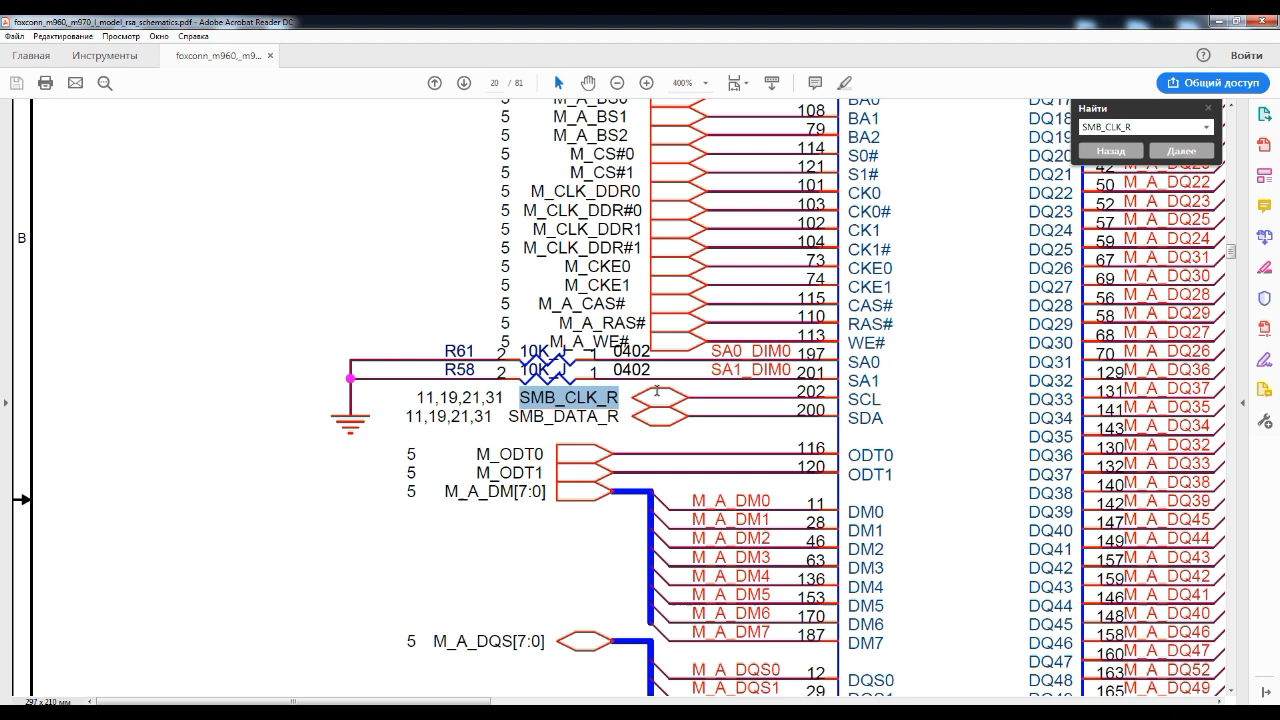 foxconn_m960,_m970_l_model_rsa_schematics.pdf - Adobe Acrobat Reader DC
Файл Редактирование Просмотр Окно Справка
Главная Инструменты foxconn_m960,_m9... × Войти
20 / 81 400% Общий доступ
Найти
SMB_CLK_R
Назад Далее
B
5 M_A_BS0 BA0 DQ17
5 M_A_BS1 108 BA1 DQ18
5 M_A_BS2 79 BA2 DQ19
5 M_CS#0 114 S0# DQ20
5 M_CS#1 121 S1# DQ21 42
5 M_CLK_DDR0 101 CK0 DQ22 50 M_A_DQ22
5 M_CLK_DDR#0 103 CK0# DQ23 52 M_A_DQ23
5 M_CLK_DDR1 102 CK1 DQ24 57 M_A_DQ25
5 M_CLK_DDR#1 104 CK1# DQ25 59 M_A_DQ24
5 M_CKE0 73 CKE0 DQ26 67 M_A_DQ31
5 M_CKE1 74 CKE1 DQ27 69 M_A_DQ30
5 M_A_CAS# 115 CAS# DQ28 56 M_A_DQ28
5 M_A_RAS# 110 RAS# DQ29 58 M_A_DQ29
5 M_A_WE# 113 WE# DQ30 68 M_A_DQ27
R61 2 10K_J 1 0402 SA0_DIM0 197 SA0 DQ31 70 M_A_DQ26
R58 2 10K_J 1 0402 SA1_DIM0 201 SA1 DQ32 129 M_A_DQ36
11,19,21,31 SMB_CLK_R 202 SCL DQ33 131 M_A_DQ33
11,19,21,31 SMB_DATA_R 200 SDA DQ34 141 M_A_DQ35
DQ35 143 M_A_DQ34
5 M_ODT0 116 ODT0 DQ36 130 M_A_DQ32
5 M_ODT1 120 ODT1 DQ37 132 M_A_DQ37
5 M_A_DM[7:0] DQ38 140 M_A_DQ38
M_A_DM0 11 DM0 DQ39 142 M_A_DQ39
M_A_DM1 28 DM1 DQ40 147 M_A_DQ45
M_A_DM2 46 DM2 DQ41 149 M_A_DQ44
M_A_DM3 63 DM3 DQ42 157 M_A_DQ43
M_A_DM4 136 DM4 DQ43 159 M_A_DQ42
M_A_DM5 153 DM5 DQ44 146 M_A_DQ41
M_A_DM6 170 DM6 DQ45 148 M_A_DQ40
M_A_DM7 187 DM7 DQ46 158 M_A_DQ46
5 M_A_DQS[7:0] DQ47 160 M_A_DQ47
M_A_DQS0 12 DQS0 DQ48 163 M_A_DQ52
M_A_DQS1 29 165 M_A_DQ49
297 x 210 мм